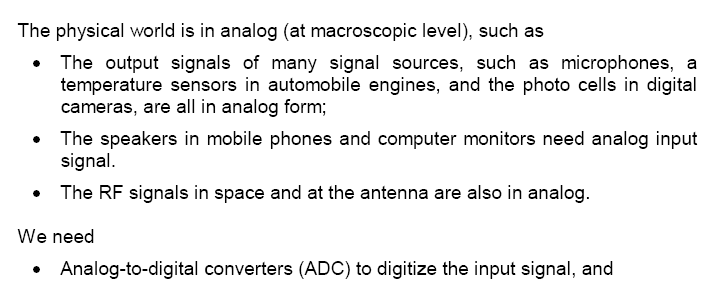 The physical world is in analog (at macroscopic level), such as
• The output signals of many signal sources, such as microphones, a
temperature sensors in automobile engines, and the photo cells in digital
cameras, are all in analog form;
• The speakers in mobile phones and computer monitors need analog input
signal.
• The RF signals in space and at the antenna are also in analog.
We need
• Analog-to-digital converters (ADC) to digitize the input signal, and